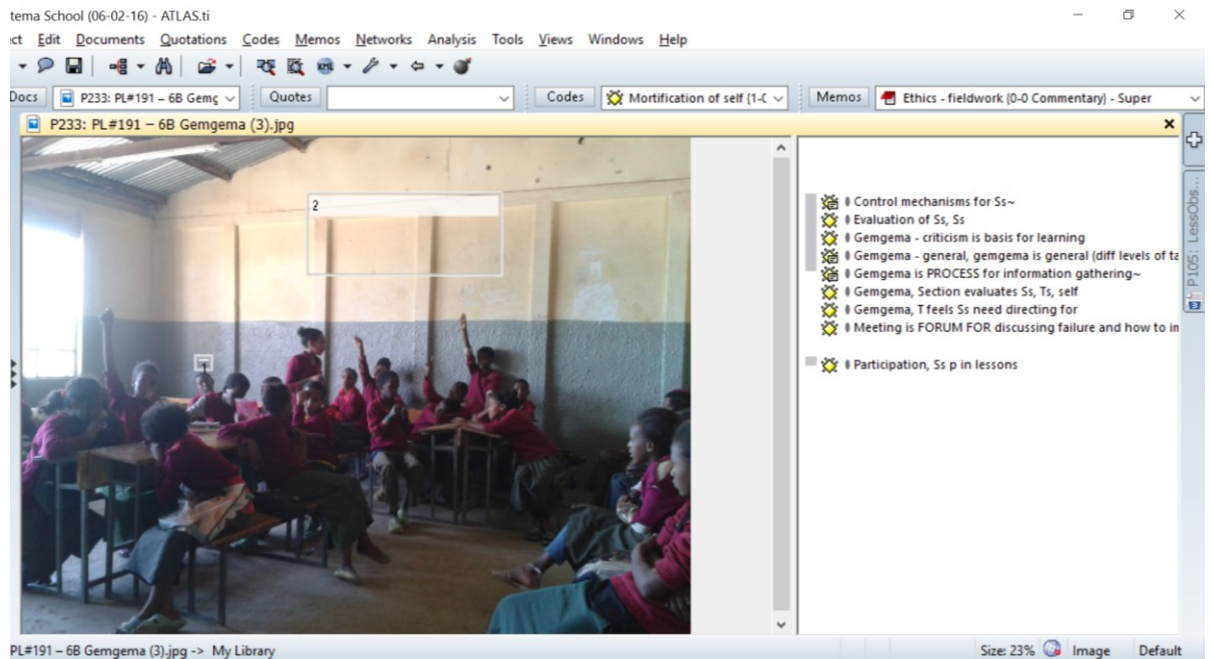 tema School (06-02-16) - ATLAS.ti
ct Edit Documents Quotations Codes Memos Networks Analysis Tools Views Windows Help
Docs P233: PL#191 – 6B Gemg Quotes Codes Mortification of self {1-0 Memos Ethics - fieldwork {0-0 Commentary} - Super
P233: PL#191 – 6B Gemgema (3).jpg
2
1
Control mechanisms for Ss~
Evaluation of Ss, Ss
Gemgema - criticism is basis for learning
Gemgema - general, gemgema is general (diff levels of ta
Gemgema is PROCESS for information gathering~
Gemgema, Section evaluates Ss, Ts, self
Gemgema, T feels Ss need directing for
Meeting is FORUM FOR discussing failure and how to in
Participation, Ss p in lessons
P105: LessObs...
PL#191 – 6B Gemgema (3).jpg -> My Library Size: 23% Image Default